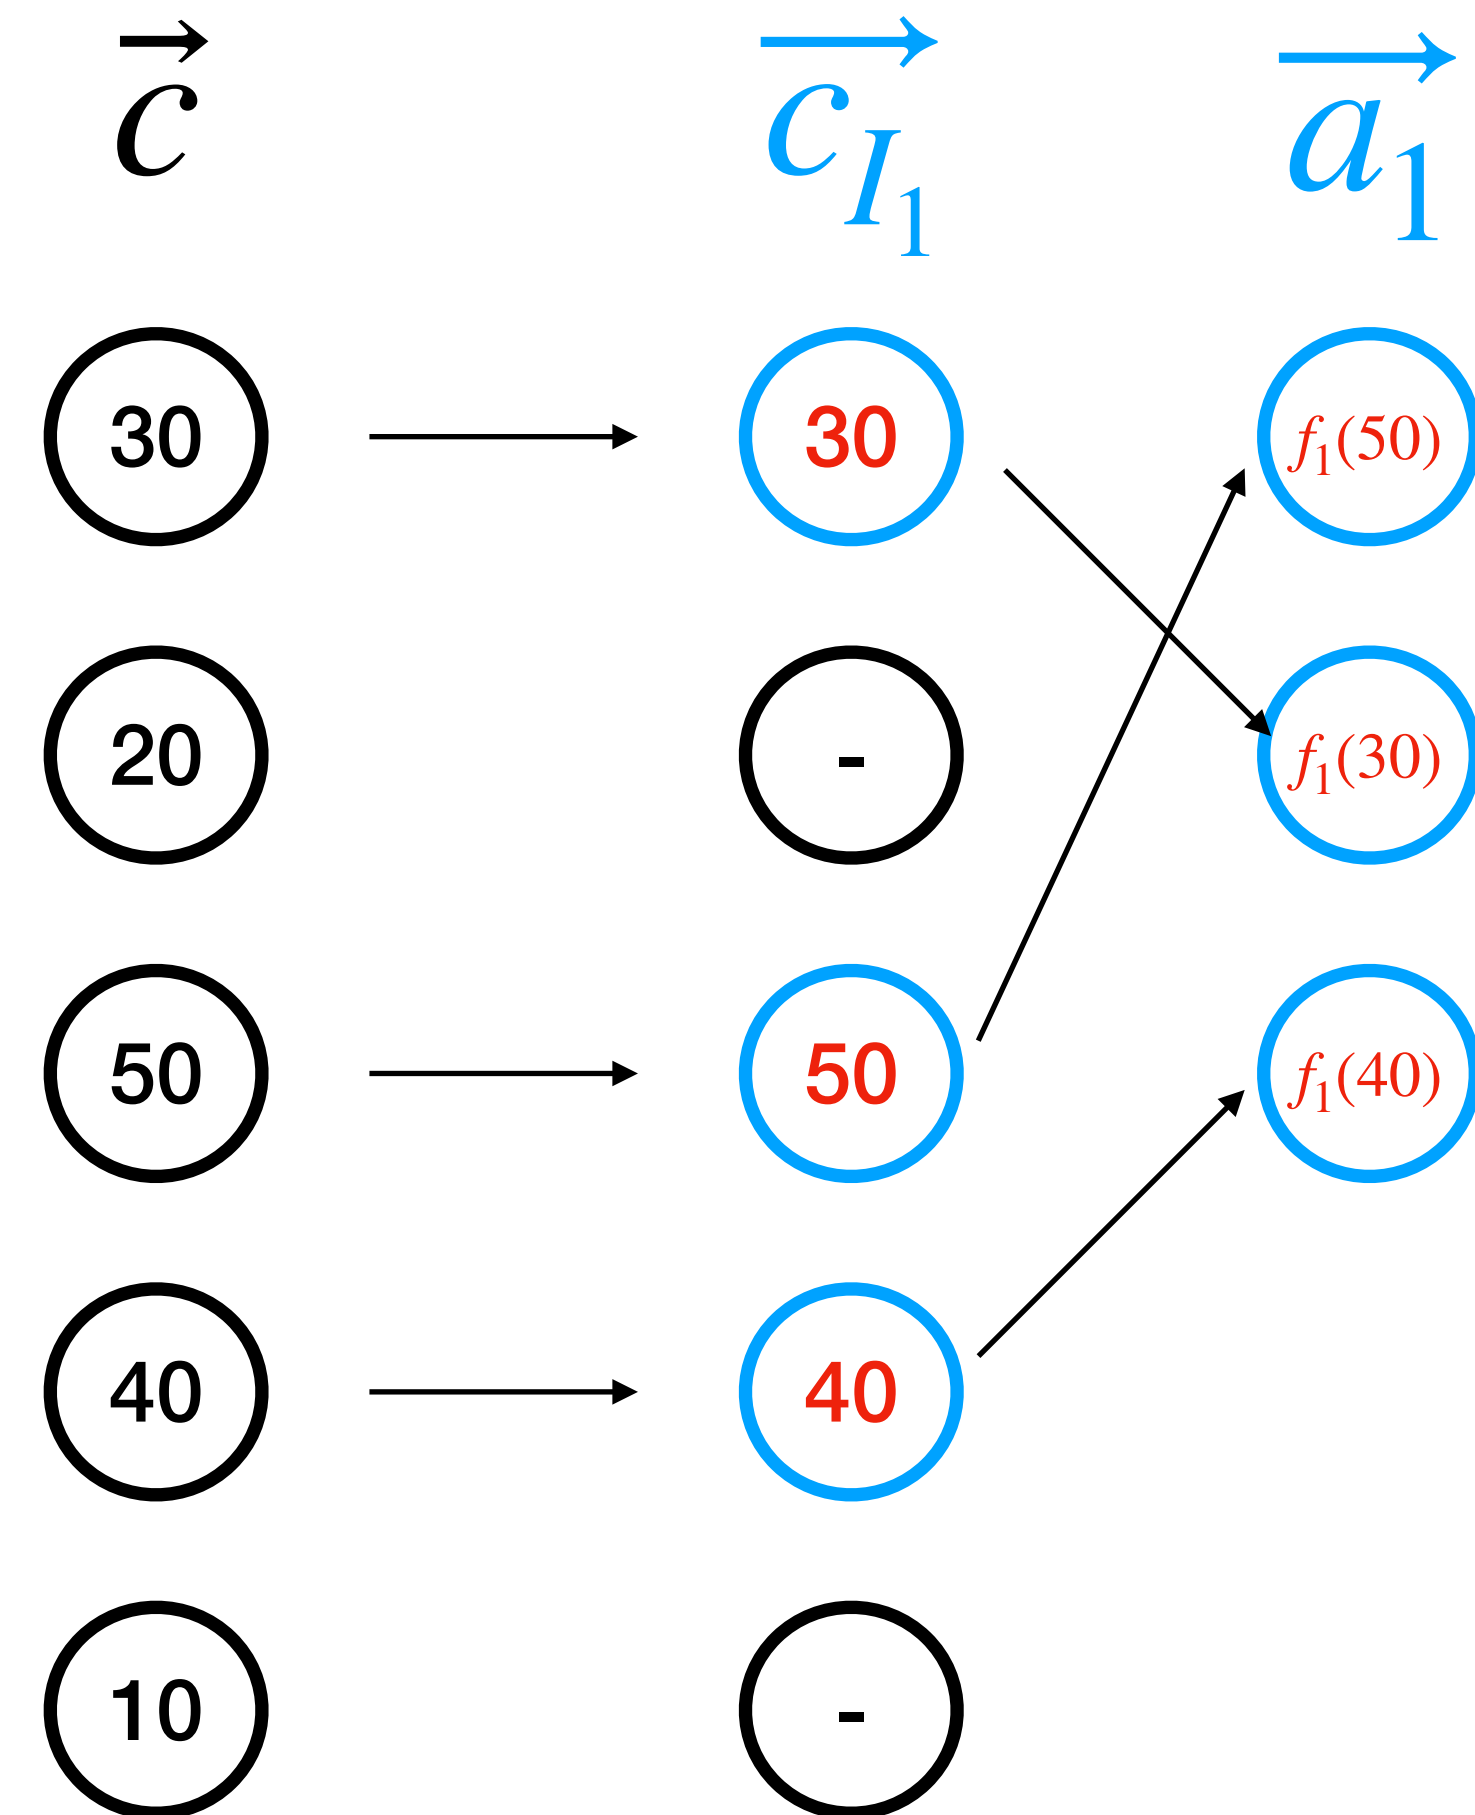 c⃗ c⃗_{I_1} a⃗_1
30 30 f_1(50)
20 - f_1(30)
50 50 f_1(40)
40 40
10 -